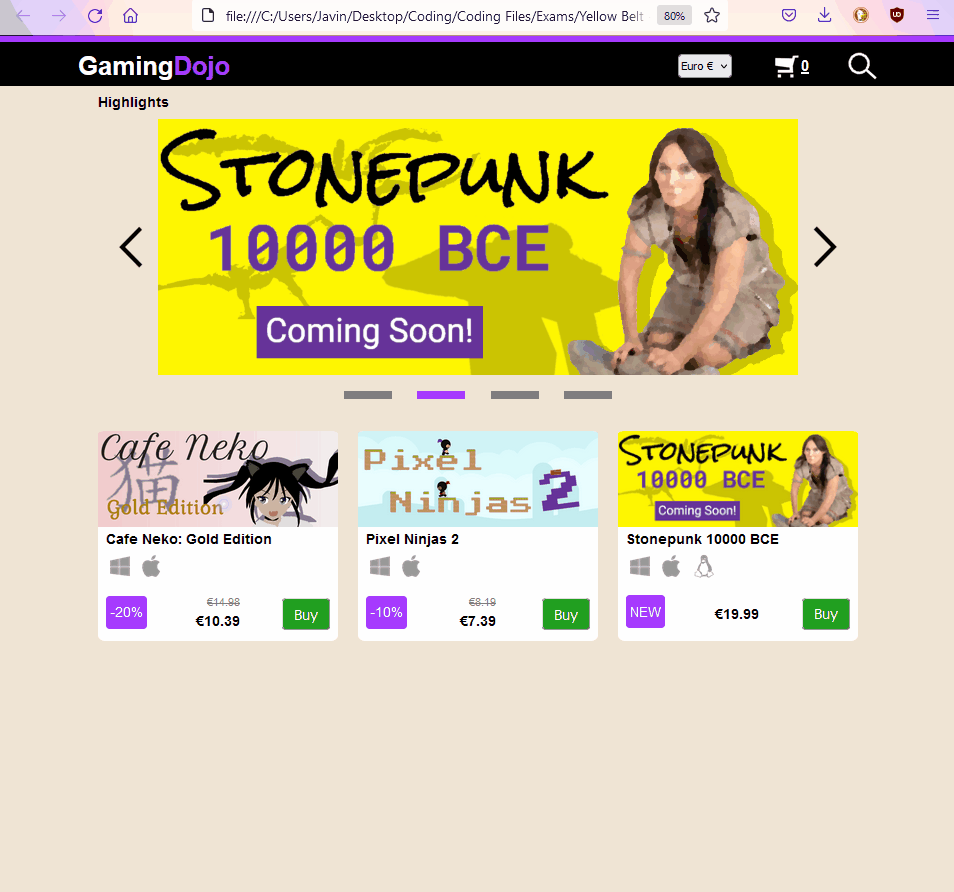 file:///C:/Users/Javin/Desktop/Coding/Coding Files/Exams/Yellow Belt
80%
GamingDojo
Euro €
0
Highlights
STONEPUNK
10000 BCE
Coming Soon!
Cafe Neko
猫
Gold Edition
Pixel
Ninjas 2
STONEPUNK
10000 BCE
Coming Soon!
Cafe Neko: Gold Edition
Pixel Ninjas 2
Stonepunk 10000 BCE
-20%
€14.98
€10.39
Buy
-10%
€8.19
€7.39
Buy
NEW
€19.99
Buy